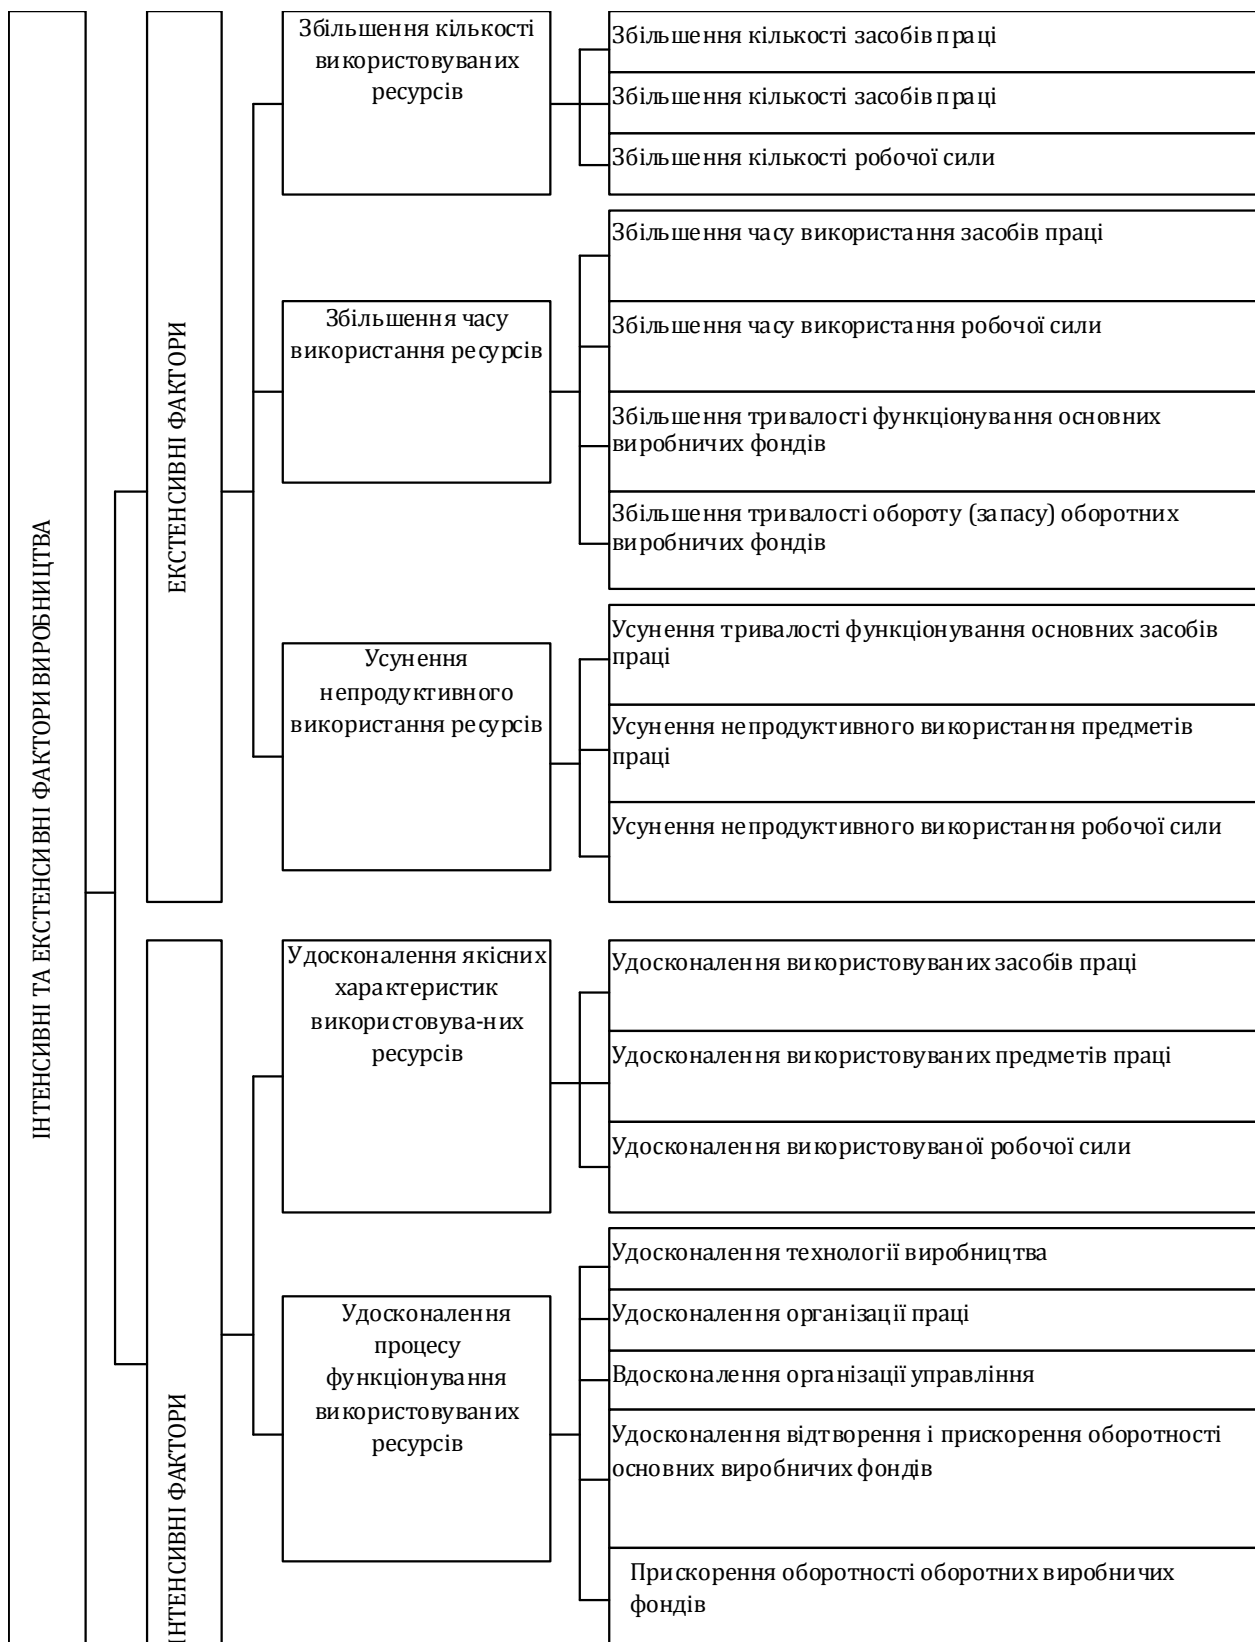 ІНТЕНСИВНІ ТА ЕКСТЕНСИВНІ ФАКТОРИ ВИРОБНИЦТВА
ЕКСТЕНСИВНІ ФАКТОРИ
Збільшення кількості
використовуваних
ресурсів
Збільшення кількості засобів праці
Збільшення кількості засобів праці
Збільшення кількості робочої сили
Збільшення часу
використання ресурсів
Збільшення часу використання засобів праці
Збільшення часу використання робочої сили
Збільшення тривалості функціонування основних
виробничих фондів
Збільшення тривалості обороту (запасу) оборотних
виробничих фондів
Усунення
непродуктивного
використання ресурсів
Усунення тривалості функціонування основних засобів
праці
Усунення непродуктивного використання предметів
праці
Усунення непродуктивного використання робочої сили
ІНТЕНСИВНІ ФАКТОРИ
Удосконалення якісних
характеристик
використовува-них
ресурсів
Удосконалення використовуваних засобів праці
Удосконалення використовуваних предметів праці
Удосконалення використовуваної робочої сили
Удосконалення
процесу
функціонування
використовуваних
ресурсів
Удосконалення технології виробництва
Удосконалення організації праці
Вдосконалення організації управління
Удосконалення відтворення і прискорення оборотності
основних виробничих фондів
Прискорення оборотності оборотних виробничих
фондів